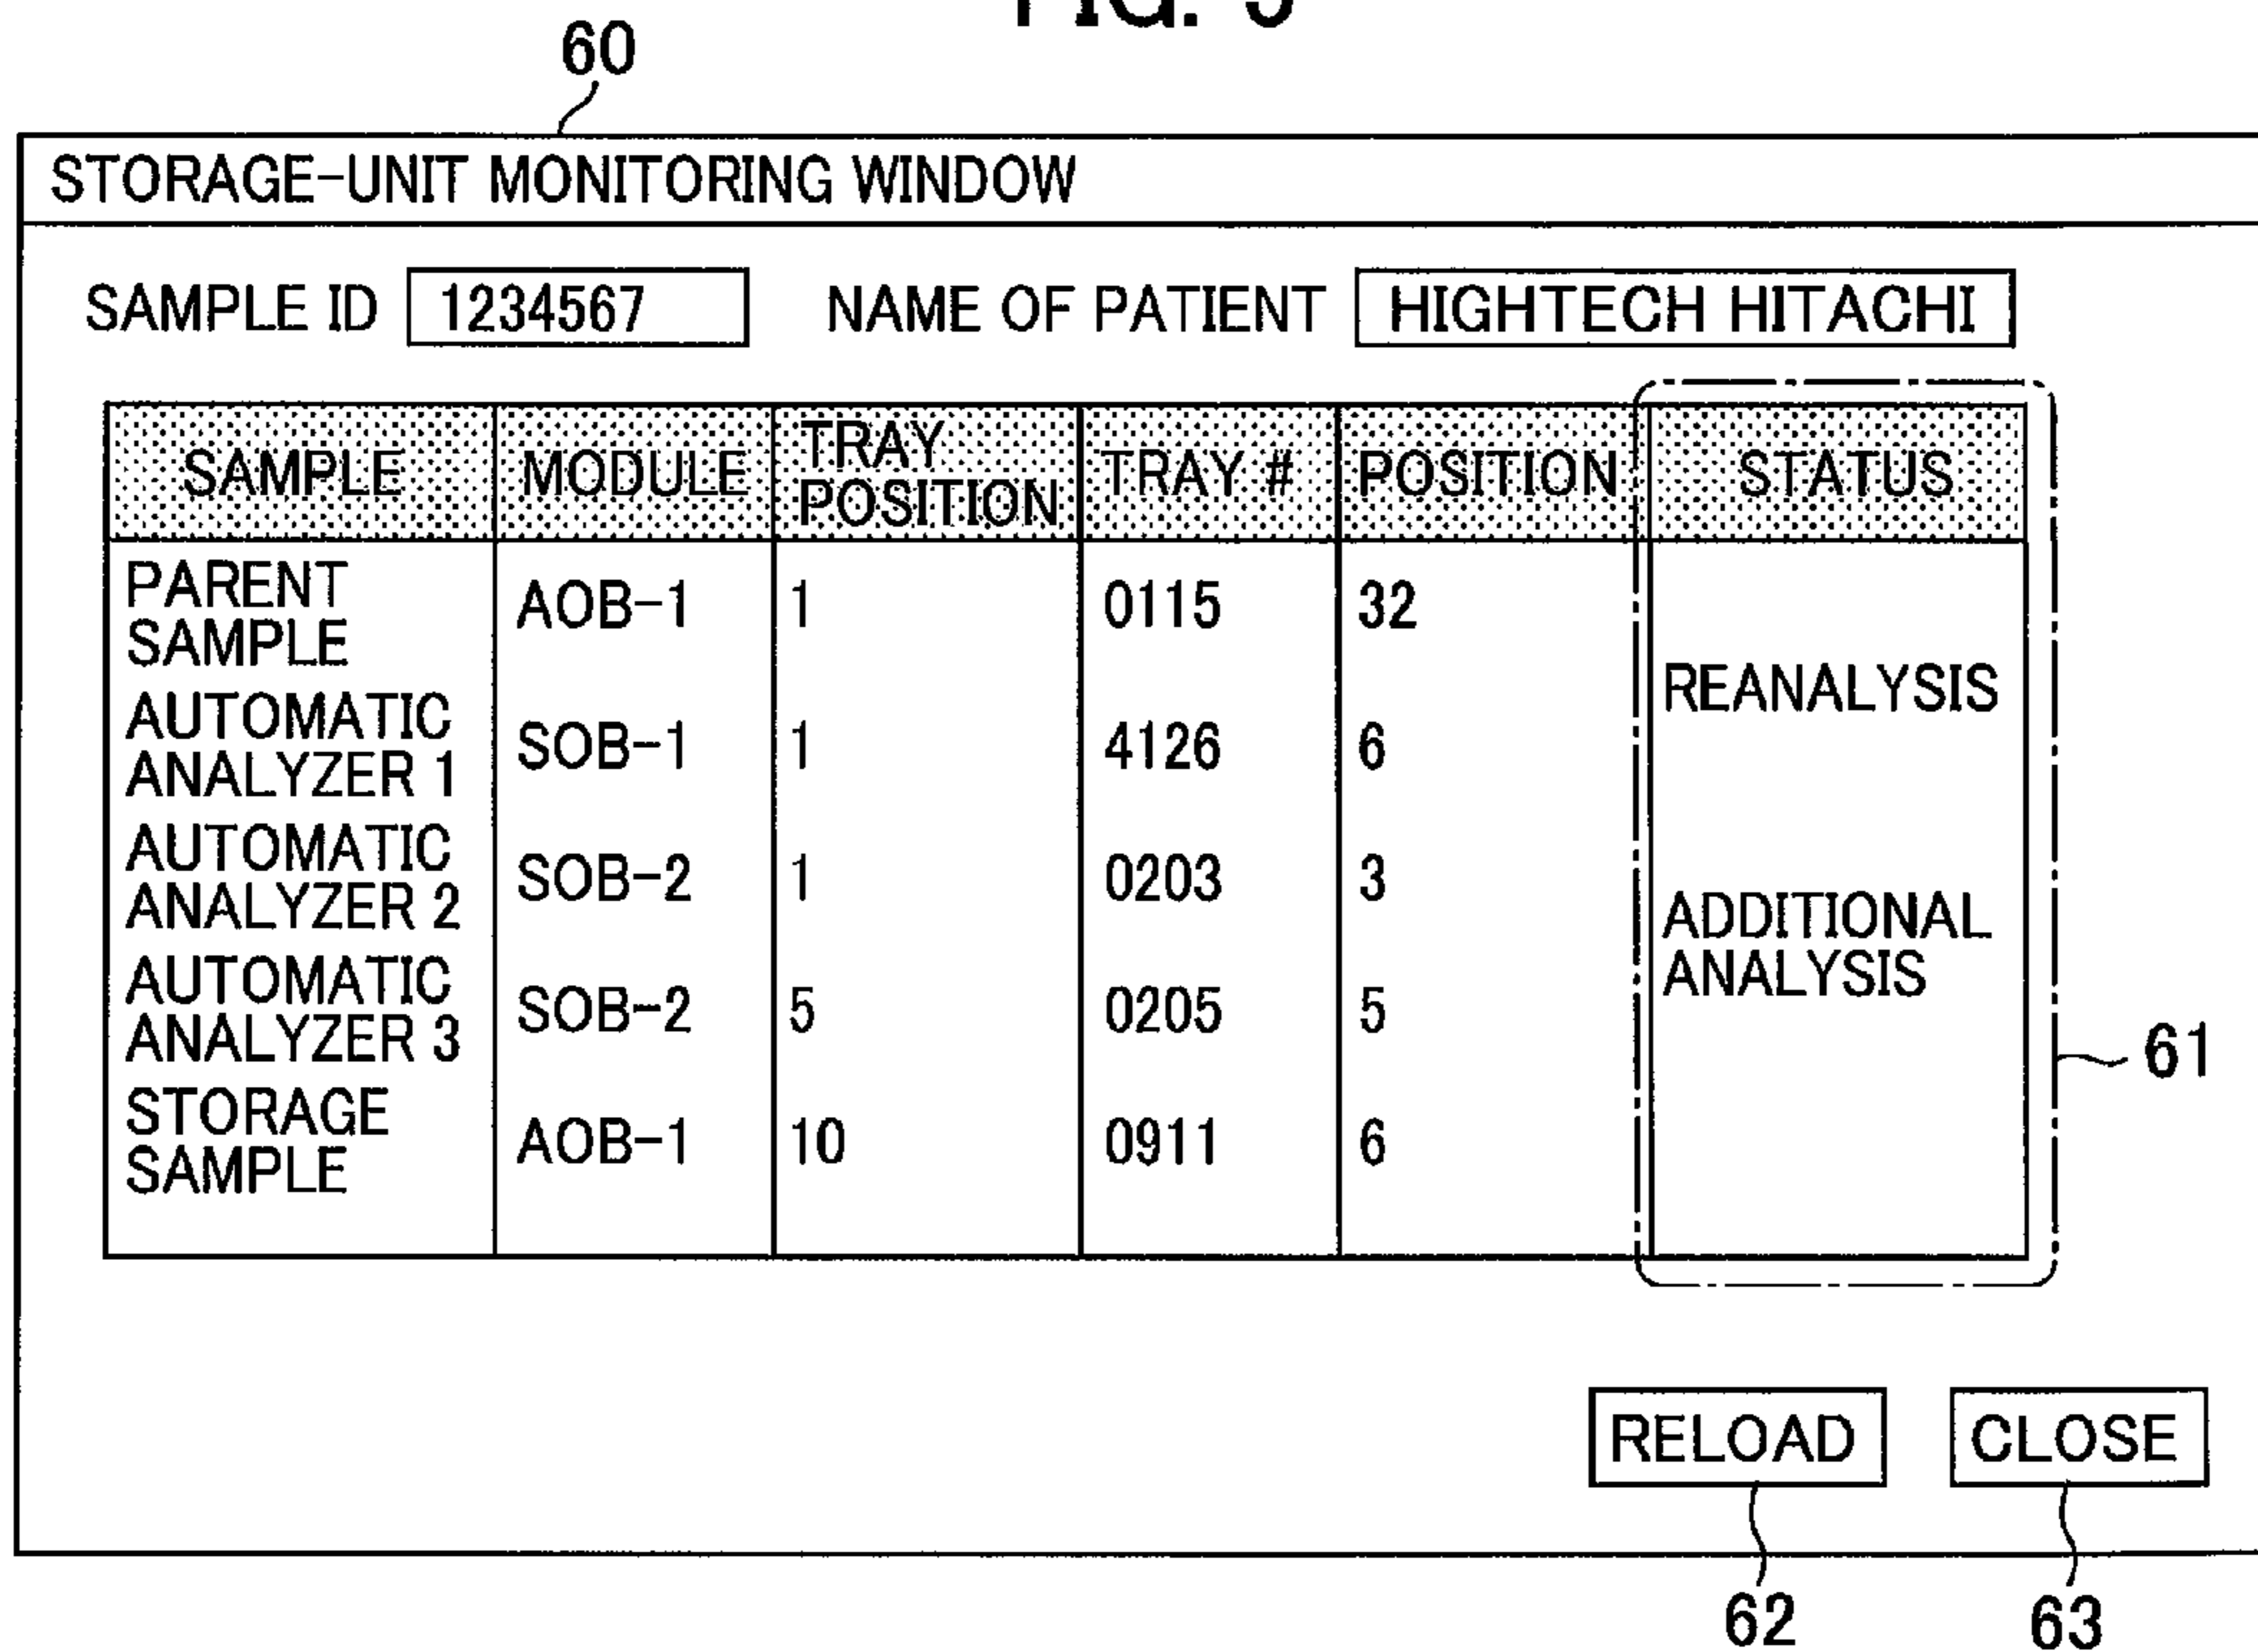 FIG. 9
60
STORAGE-UNIT MONITORING WINDOW
SAMPLE ID 1234567 NAME OF PATIENT HIGHTECH HITACHI
SAMPLE MODULE TRAY POSITION TRAY # POSITION STATUS
PARENT SAMPLE AOB-1 1 0115 32
REANALYSIS
AUTOMATIC ANALYZER 1 SOB-1 1 4126 6
AUTOMATIC ANALYZER 2 SOB-2 1 0203 3
ADDITIONAL ANALYSIS
AUTOMATIC ANALYZER 3 SOB-2 5 0205 5
61
STORAGE SAMPLE AOB-1 10 0911 6
RELOAD CLOSE
62 63